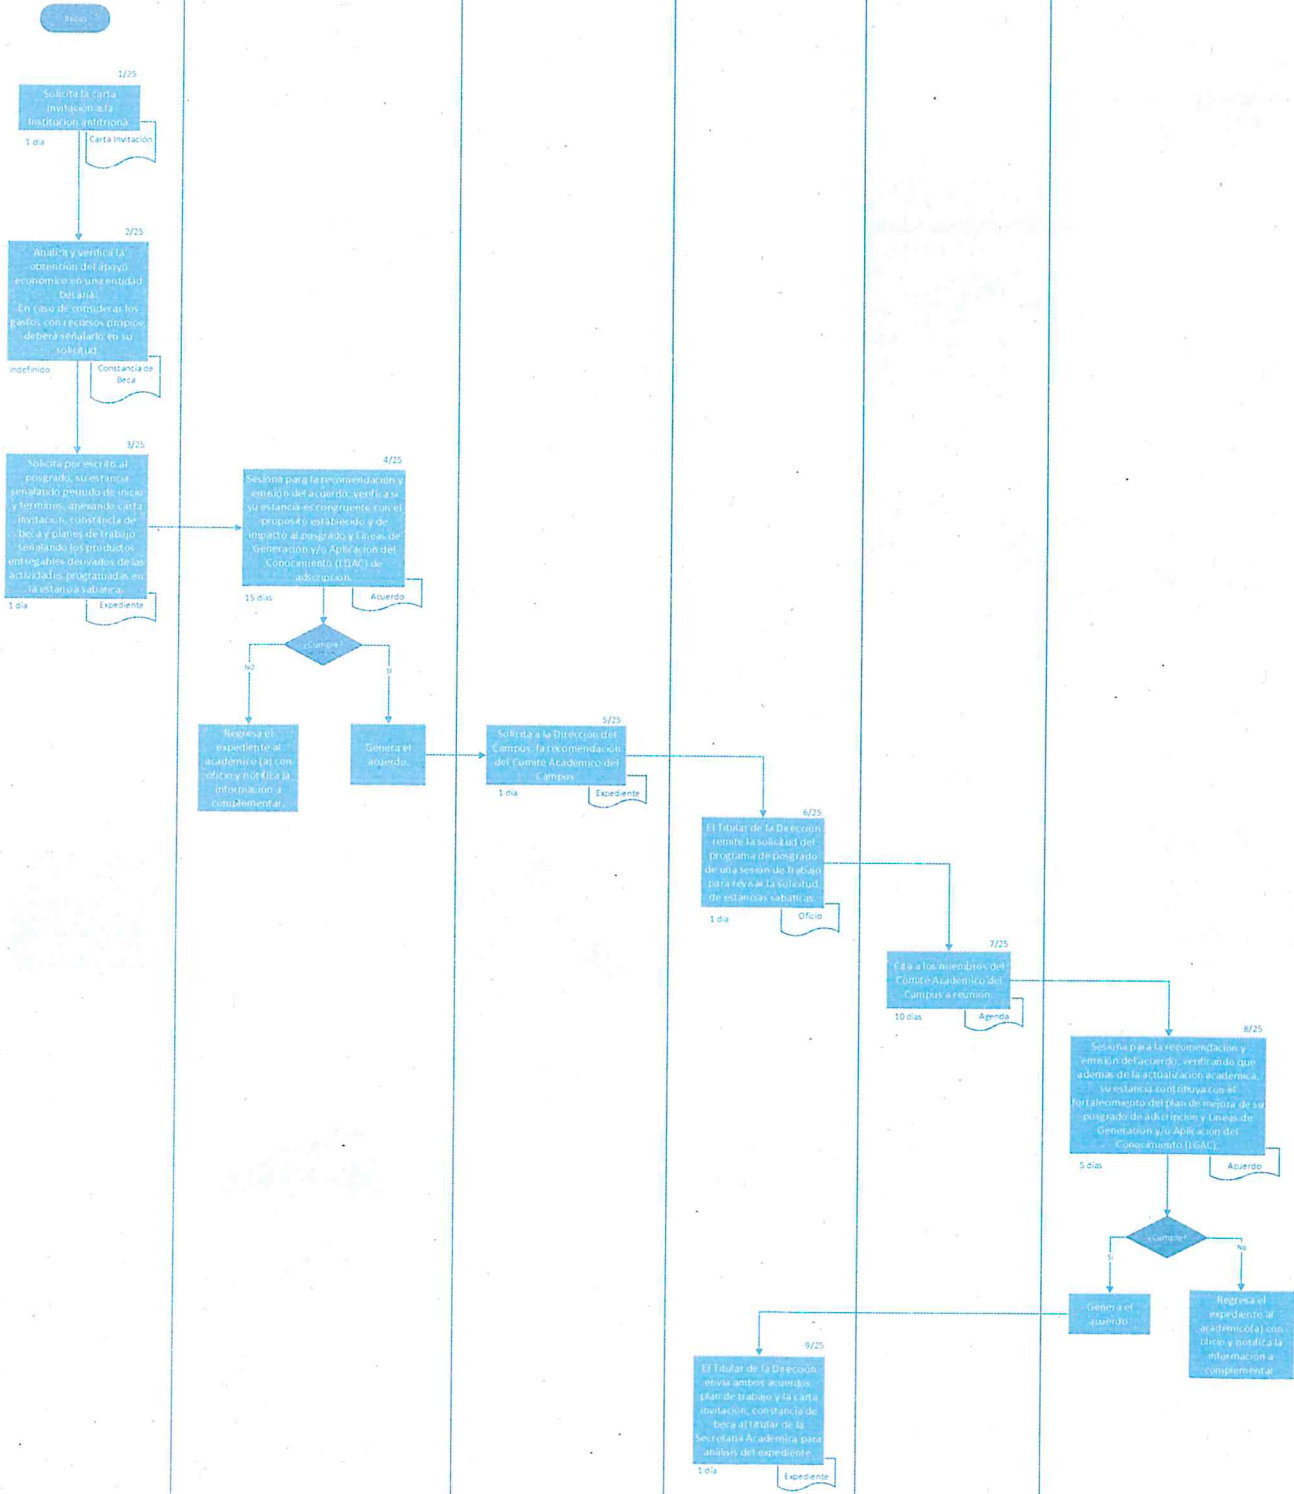 Inicio
1/25
Solicita la carta
invitación a la
Institución anfitriona.
1 día
Carta Invitación
2/25
Analiza y verifica la
obtención del apoyo
económico en una entidad
becaria.
En caso de considerar los
gastos con recursos propios,
deberá señalarlo en su
solicitud
Indefinido
Constancia de
Beca
3/25
Solicita por escrito al
posgrado, su estancia
señalando periodo de inicio
y términos, anexando carta
invitación, constancia de
beca y planes de trabajo
señalando los productos
entregables derivados de las
actividades programadas en
la estancia sabática.
1 día
Expediente
4/25
Sesiona para la recomendación y
emisión del acuerdo, verifica si
su estancia es congruente con el
propósito establecido y de
impacto al posgrado y Líneas de
Generación y/o Aplicación del
Conocimiento (LGAC) de
adscripción.
15 días
Acuerdo
¿Cumple?
NO
SI
Regresa el
expediente al
académico (a) con
oficio y notifica la
información a
complementar.
Genera el
acuerdo.
5/25
Solicita a la Dirección del
Campus, la recomendación
del Comité Académico del
Campus
1 día
Expediente
6/25
El Titular de la Dirección
remite la solicitud del
programa de posgrado
de una sesión de trabajo
para revisar la solicitud
de estancias sabáticas.
1 día
Oficio
7/25
Cita a los miembros del
Comité Académico del
Campus a reunión.
10 días
Agenda
8/25
Sesiona para la recomendación y
emisión del acuerdo, verificando que
además de la actualización académica,
su estancia contribuya con el
fortalecimiento del plan de mejora de su
posgrado de adscripción y Líneas de
Generación y/o Aplicación del
Conocimiento (LGAC).
5 días
Acuerdo
¿Cumple?
Si
No
Genera el
acuerdo
Regresa el
expediente al
académico(a) con
oficio y notifica la
información a
complementar
9/25
El Titular de la Dirección
envía ambos acuerdos,
plan de trabajo y la carta
invitación, constancia de
beca al titular de la
Secretaría Académica para
análisis del expediente.
1 día
Expediente